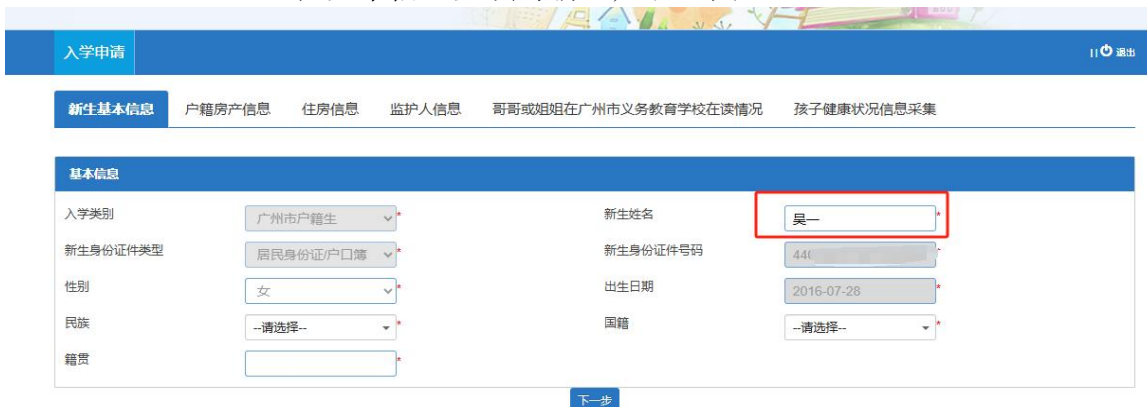 入学申请
退出
新生基本信息 户籍房产信息 住房信息 监护人信息 哥哥或姐姐在广州市义务教育学校在读情况 孩子健康状况信息采集
基本信息
入学类别 广州市户籍生 * 新生姓名 吴一 *
新生身份证件类型 居民身份证/户口簿 * 新生身份证件号码 440
性别 女 * 出生日期 2016-07-28 *
民族 --请选择-- * 国籍 --请选择-- *
籍贯 *
下一步